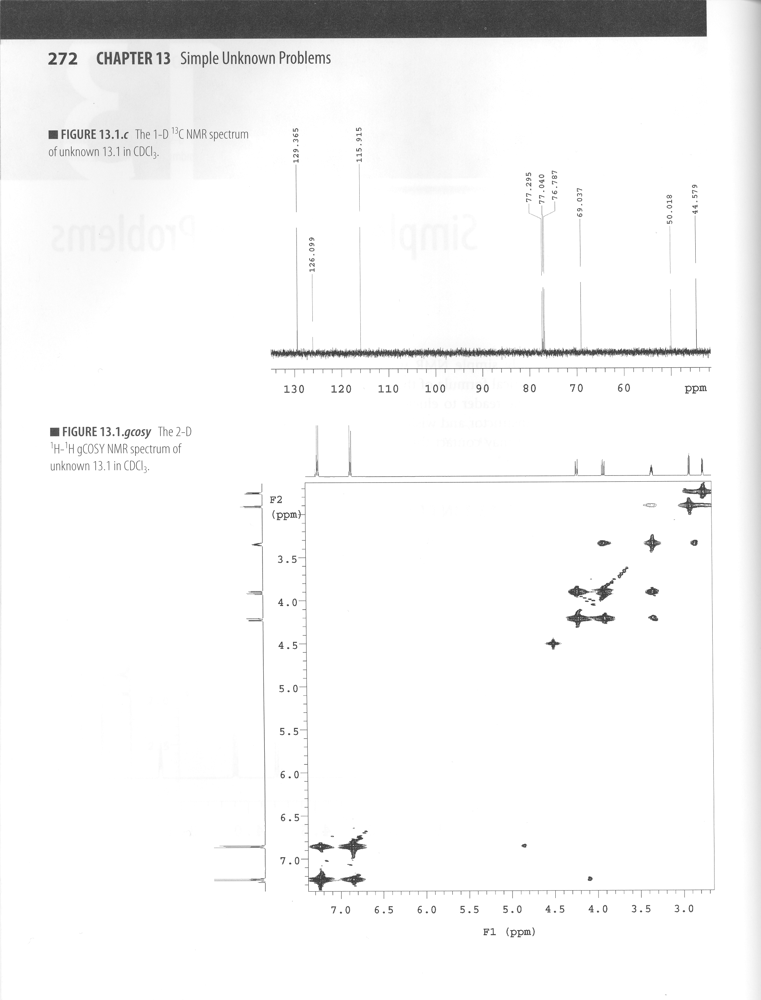 272 CHAPTER 13 Simple Unknown Problems
■ FIGURE 13.1.c The 1-D 13C NMR spectrum
of unknown 13.1 in CDCl3.
129.365
126.099
115.915
77.295
77.040
76.787
69.037
50.018
44.579
130 120 110 100 90 80 70 60 ppm
■ FIGURE 13.1.gcosy The 2-D
1H–1H gCOSY NMR spectrum of
unknown 13.1 in CDCl3.
F2
(ppm)
3.5
4.0
4.5
5.0
5.5
6.0
6.5
7.0
7.0 6.5 6.0 5.5 5.0 4.5 4.0 3.5 3.0
F1 (ppm)